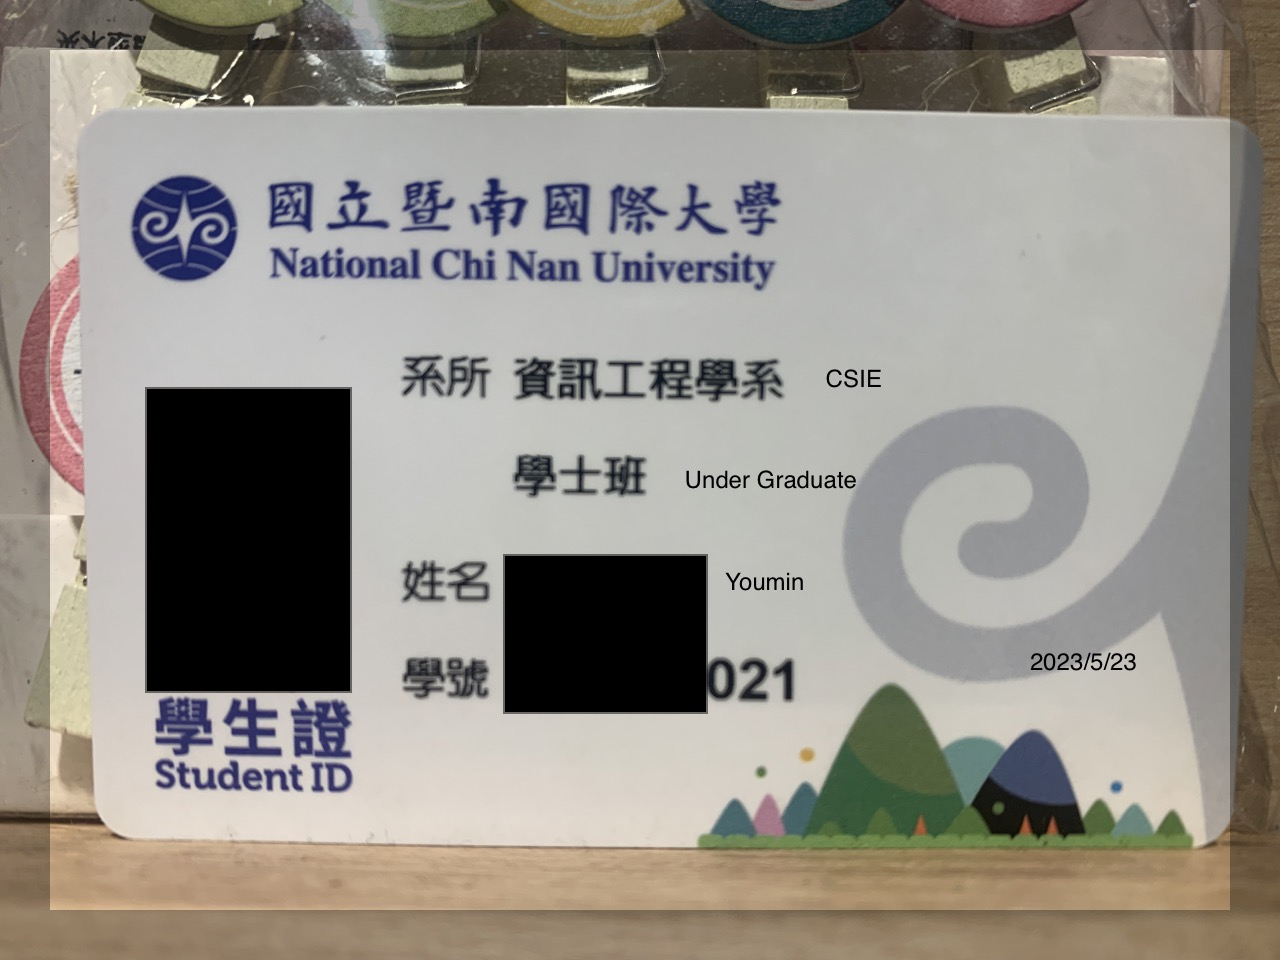 國立暨南國際大學
National Chi Nan University
系所 資訊工程學系 CSIE
學士班 Under Graduate
姓名 Youmin
學號 021
2023/5/23
學生證
Student ID